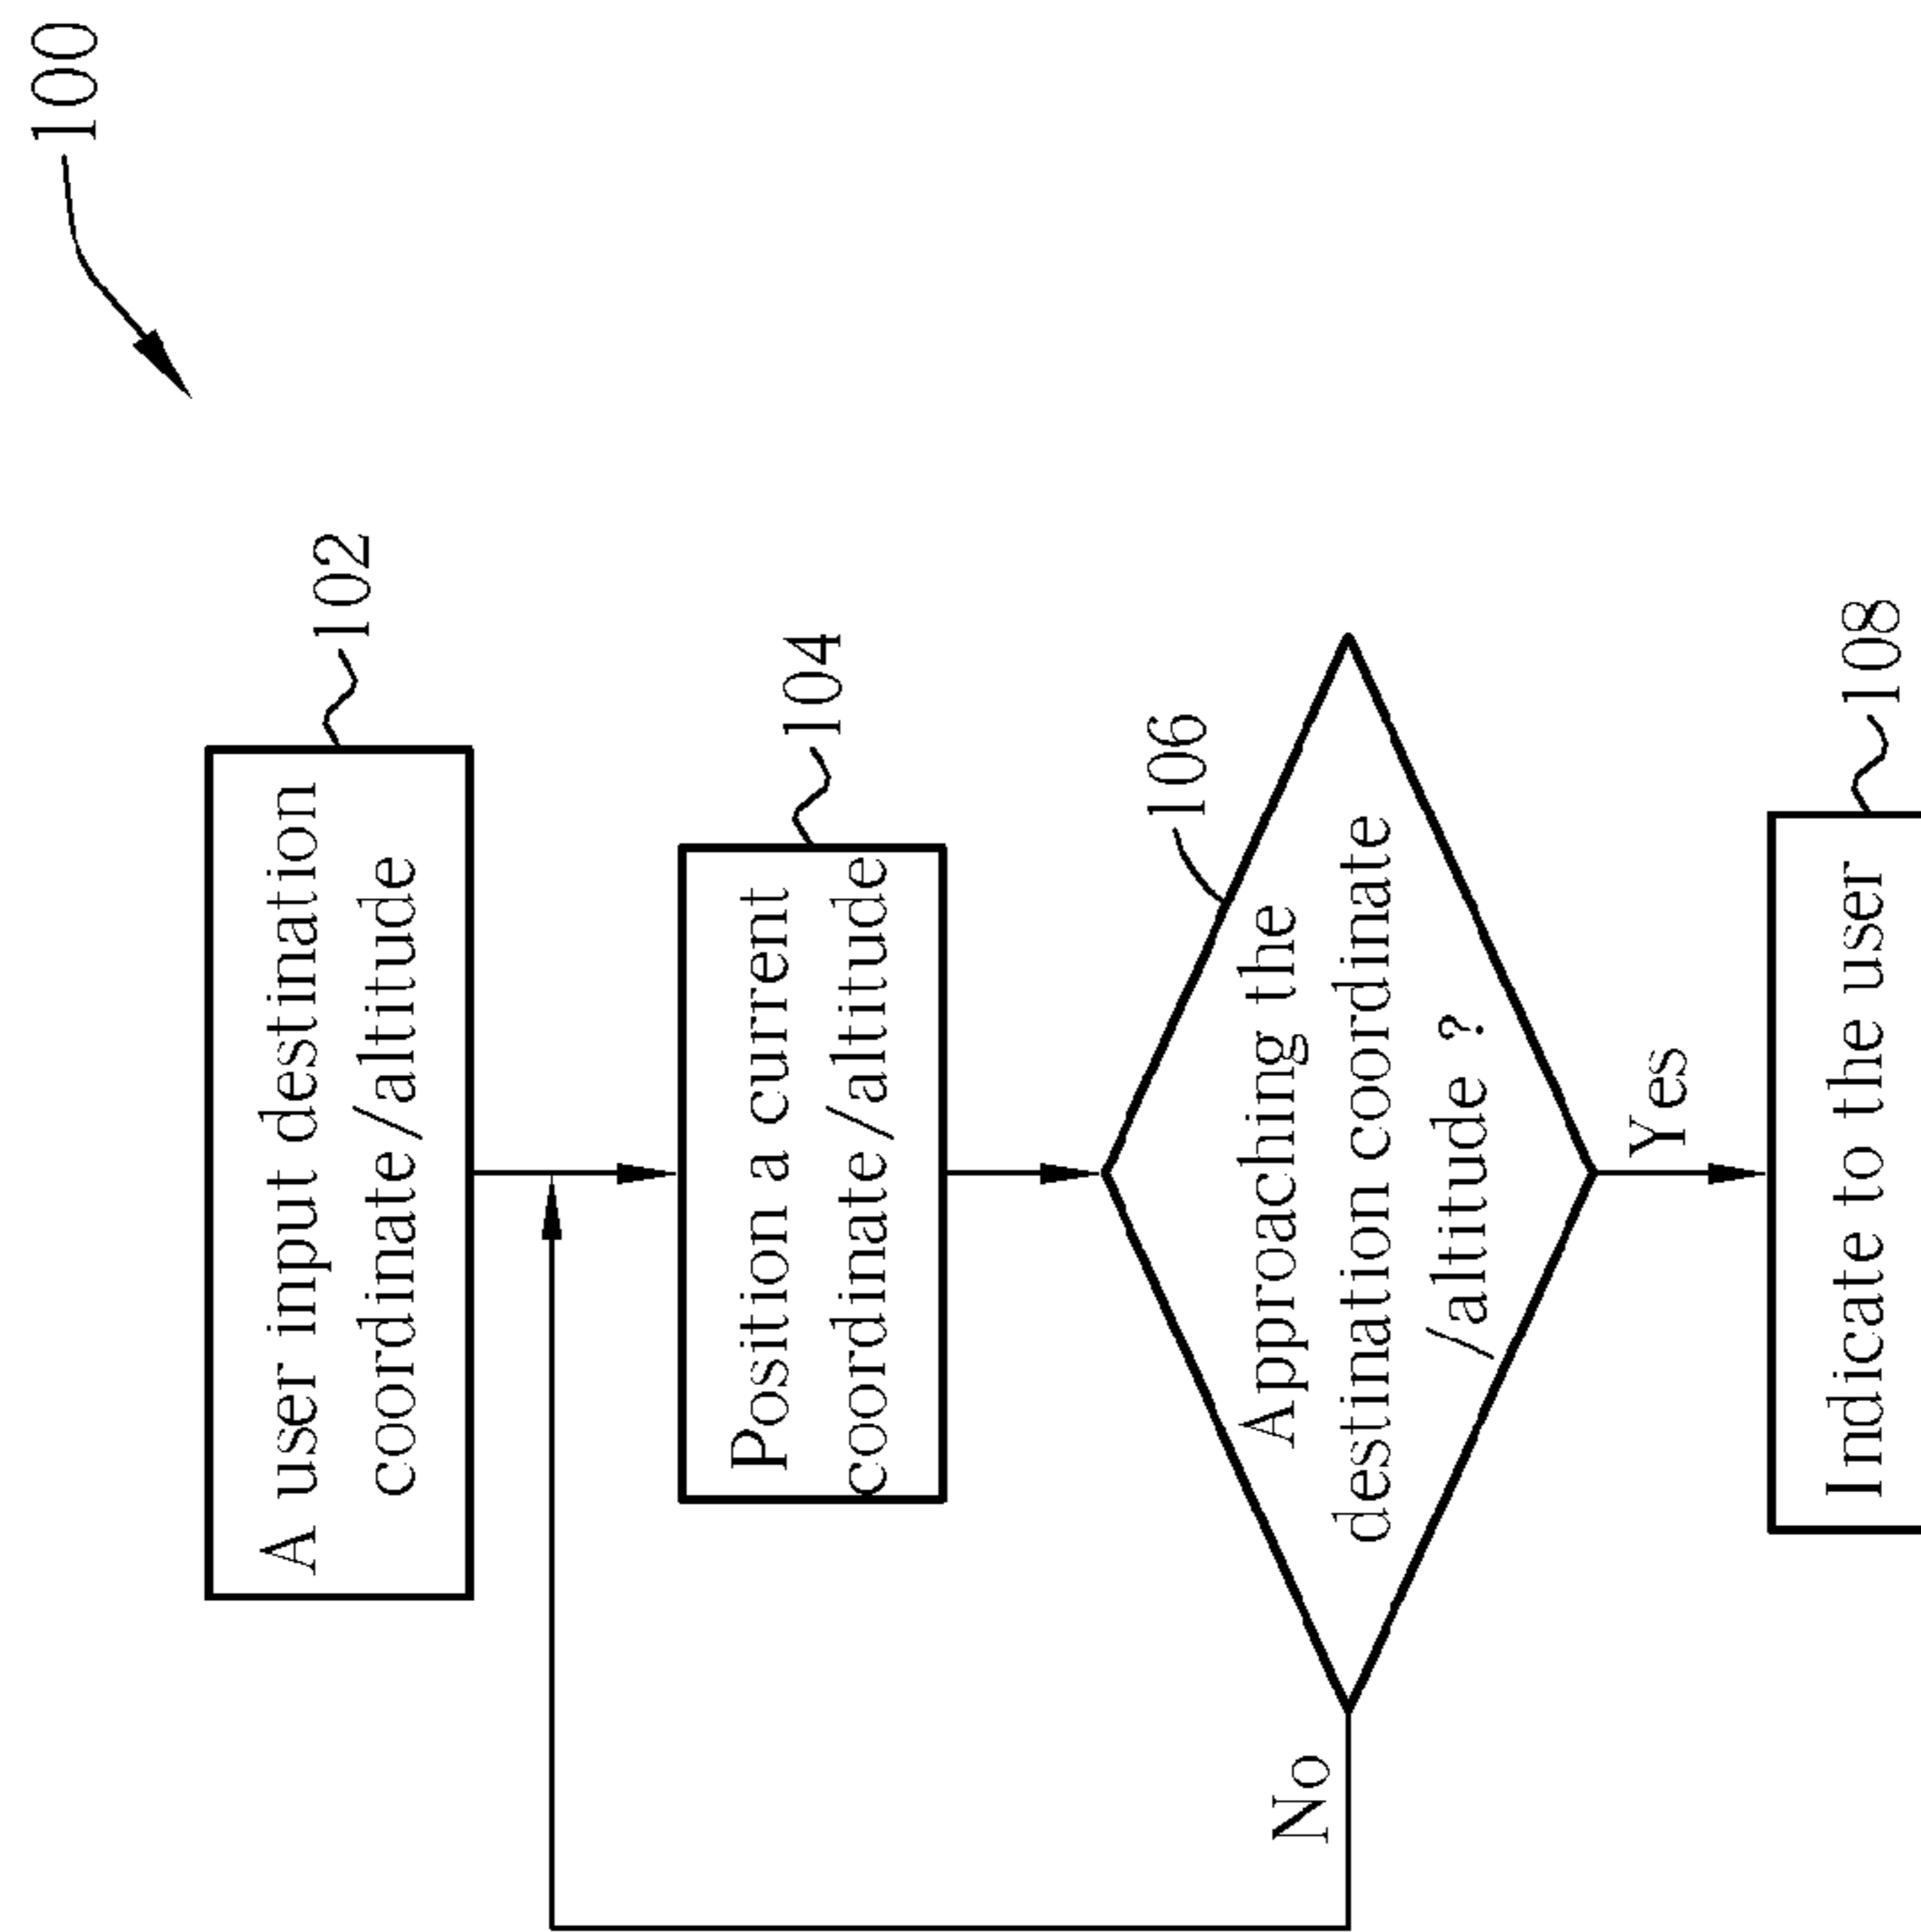 100
A user input destination
coordinate/altitude
102
Position a current
coordinate/altitude
104
Approaching the
destination coordinate
/altitude ?
106
No
Yes
Indicate to the user
108